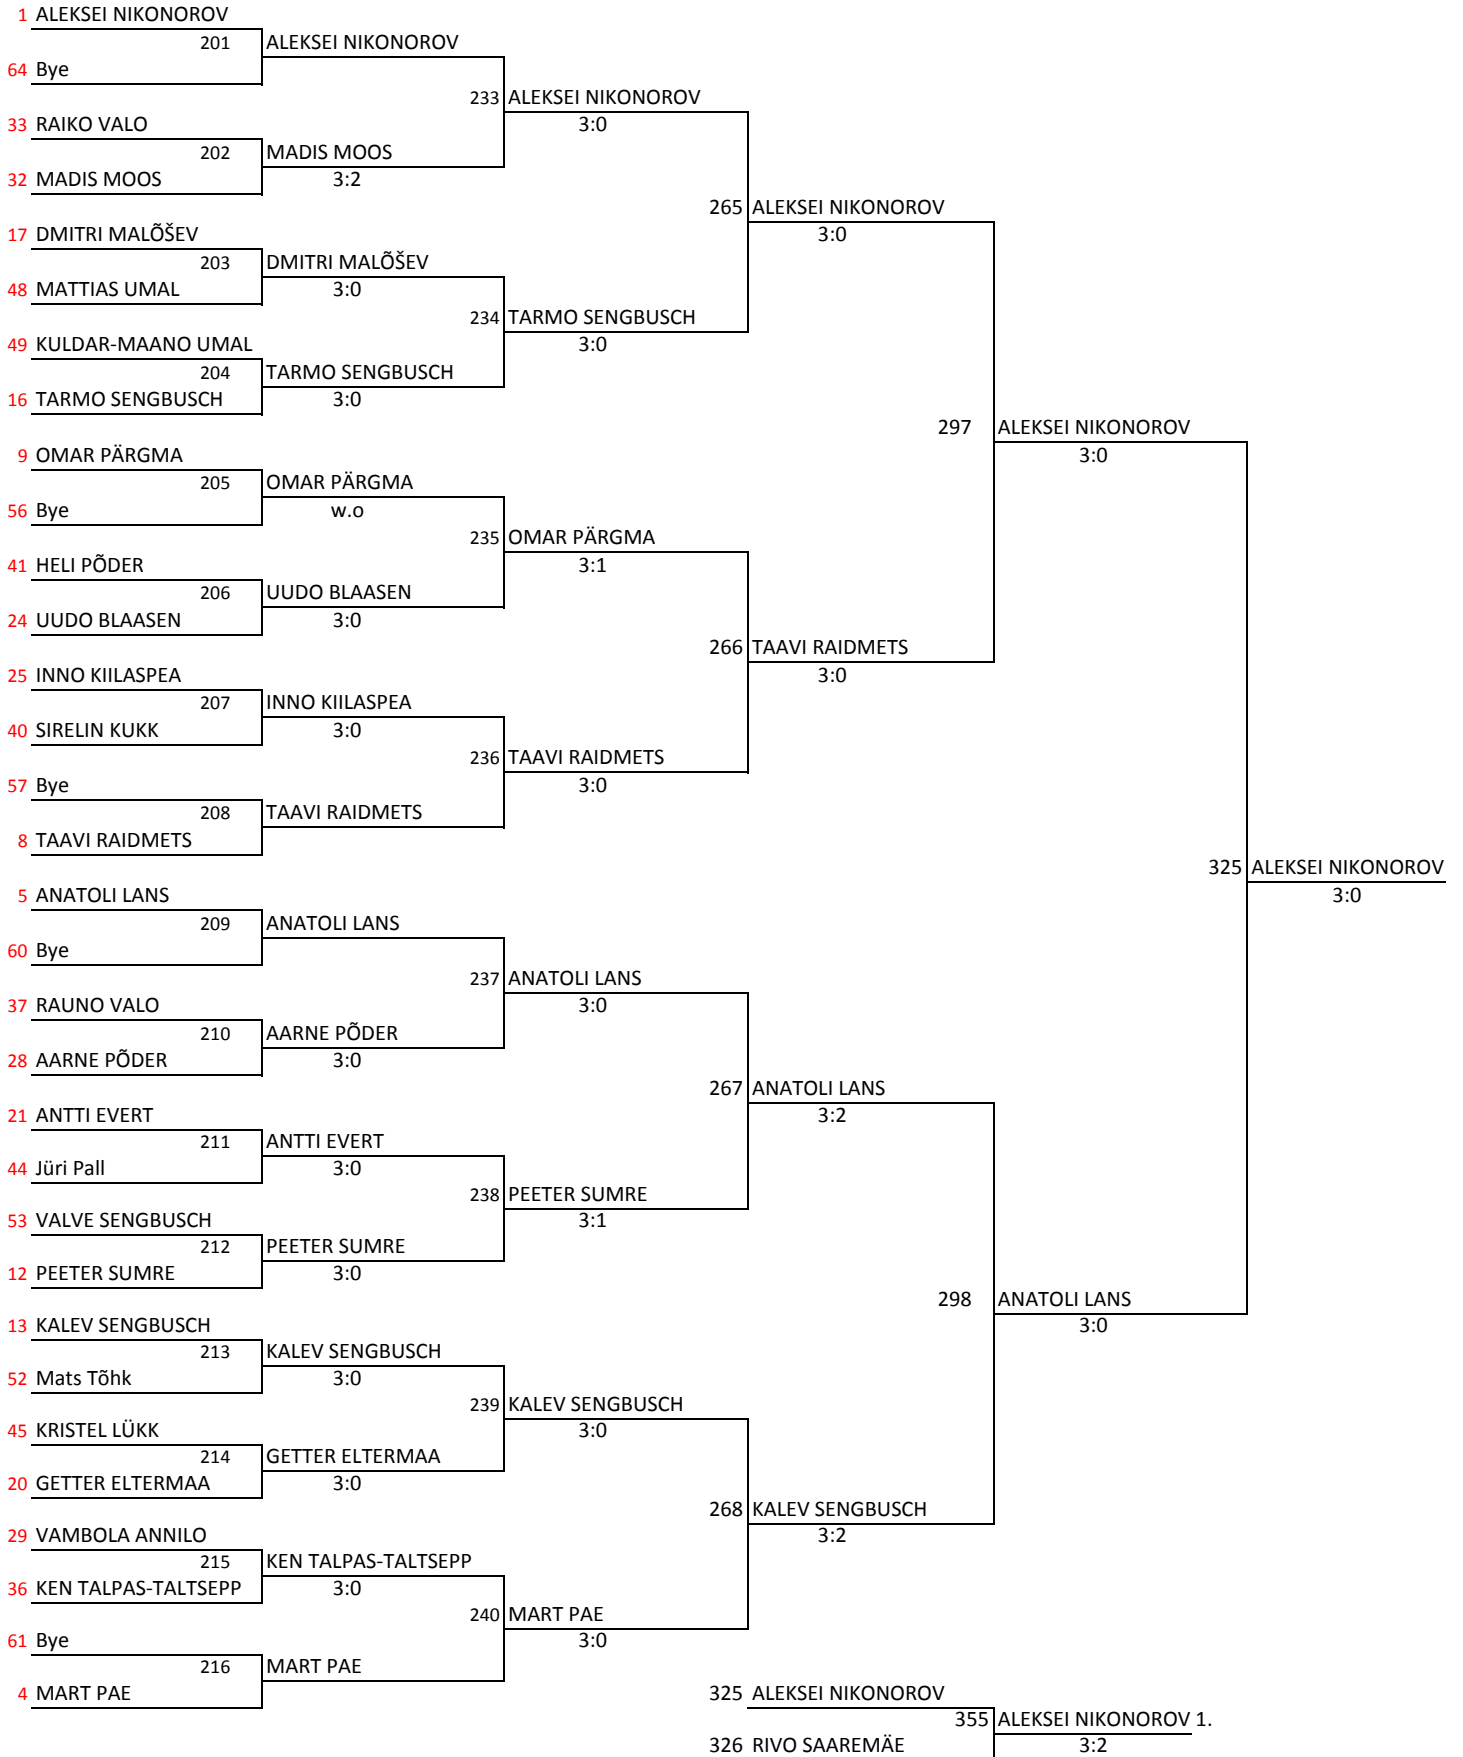 1 ALEKSEI NIKONOROV
201 ALEKSEI NIKONOROV
64 Bye
233 ALEKSEI NIKONOROV
33 RAIKO VALO 3:0
202 MADIS MOOS
32 MADIS MOOS 3:2
265 ALEKSEI NIKONOROV
17 DMITRI MALÕŠEV 3:0
203 DMITRI MALÕŠEV
48 MATTIAS UMAL 3:0
234 TARMO SENGBUSCH
49 KULDAR-MAANO UMAL 3:0
204 TARMO SENGBUSCH
16 TARMO SENGBUSCH 3:0
297 ALEKSEI NIKONOROV
9 OMAR PÄRGMA 3:0
205 OMAR PÄRGMA
56 Bye w.o
235 OMAR PÄRGMA
41 HELI PÕDER 3:1
206 UUDO BLAASEN
24 UUDO BLAASEN 3:0
266 TAAVI RAIDMETS
25 INNO KIILASPEA 3:0
207 INNO KIILASPEA
40 SIRELIN KUKK 3:0
236 TAAVI RAIDMETS
57 Bye 3:0
208 TAAVI RAIDMETS
8 TAAVI RAIDMETS
325 ALEKSEI NIKONOROV
5 ANATOLI LANS 3:0
209 ANATOLI LANS
60 Bye
237 ANATOLI LANS
37 RAUNO VALO 3:0
210 AARNE PÕDER
28 AARNE PÕDER 3:0
267 ANATOLI LANS
21 ANTTI EVERT 3:2
211 ANTTI EVERT
44 Jüri Pall 3:0
238 PEETER SUMRE
53 VALVE SENGBUSCH 3:1
212 PEETER SUMRE
12 PEETER SUMRE 3:0
298 ANATOLI LANS
13 KALEV SENGBUSCH 3:0
213 KALEV SENGBUSCH
52 Mats Tõhk 3:0
239 KALEV SENGBUSCH
45 KRISTEL LÜKK 3:0
214 GETTER ELTERMAA
20 GETTER ELTERMAA 3:0
268 KALEV SENGBUSCH
29 VAMBOLA ANNILO 3:2
215 KEN TALPAS-TALTSEPP
36 KEN TALPAS-TALTSEPP 3:0
240 MART PAE
61 Bye 3:0
216 MART PAE
4 MART PAE 325 ALEKSEI NIKONOROV
355 ALEKSEI NIKONOROV 1.
326 RIVO SAAREMÄE 3:2